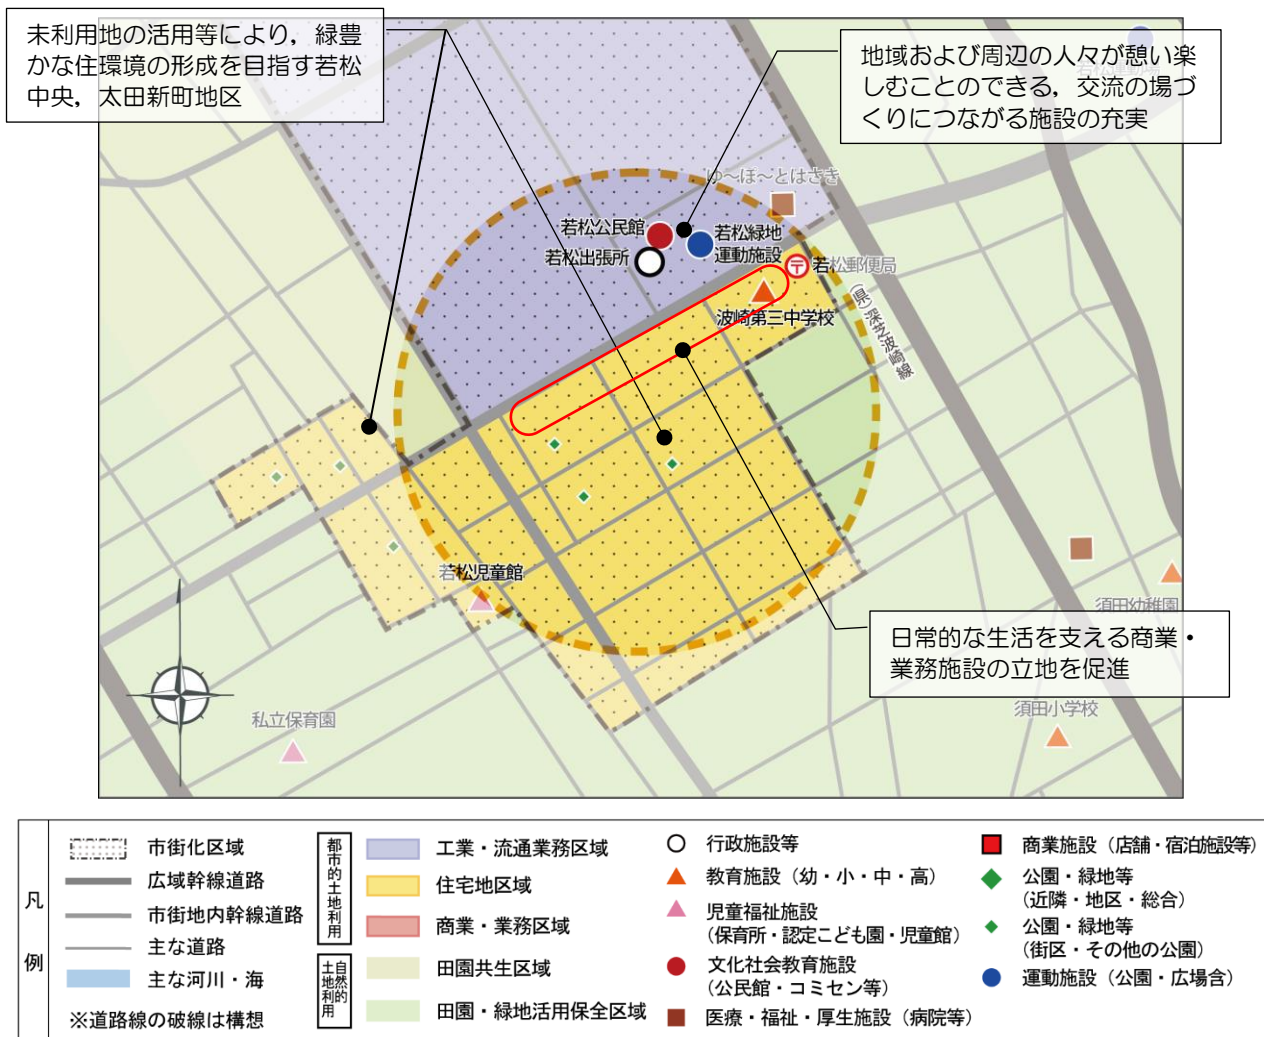 未利用地の活用等により，緑豊
かな住環境の形成を目指す若松
中央，太田新町地区
地域および周辺の人々が憩い楽
しむことのできる，交流の場づ
くりにつながる施設の充実
若松運動場
ゆ～ぽ～とはさき
若松公民館
若松緑地
運動施設
若松出張所
〒
若松郵便局
波崎第三中学校
(県)深芝波崎線
若松児童館
須田幼稚園
日常的な生活を支える商業・
業務施設の立地を促進
私立保育園
須田小学校
凡例
市街化区域
広域幹線道路
市街地内幹線道路
主な道路
主な河川・海
※道路線の破線は構想
都市的土地利用
工業・流通業務区域
住宅地区域
商業・業務区域
自然的土地利用
田園共生区域
田園・緑地活用保全区域
行政施設等
教育施設（幼・小・中・高）
児童福祉施設
（保育所・認定こども園・児童館）
文化社会教育施設
（公民館・コミセン等）
医療・福祉・厚生施設（病院等）
商業施設（店舗・宿泊施設等）
公園・緑地等
（近隣・地区・総合）
公園・緑地等
（街区・その他の公園）
運動施設（公園・広場含）